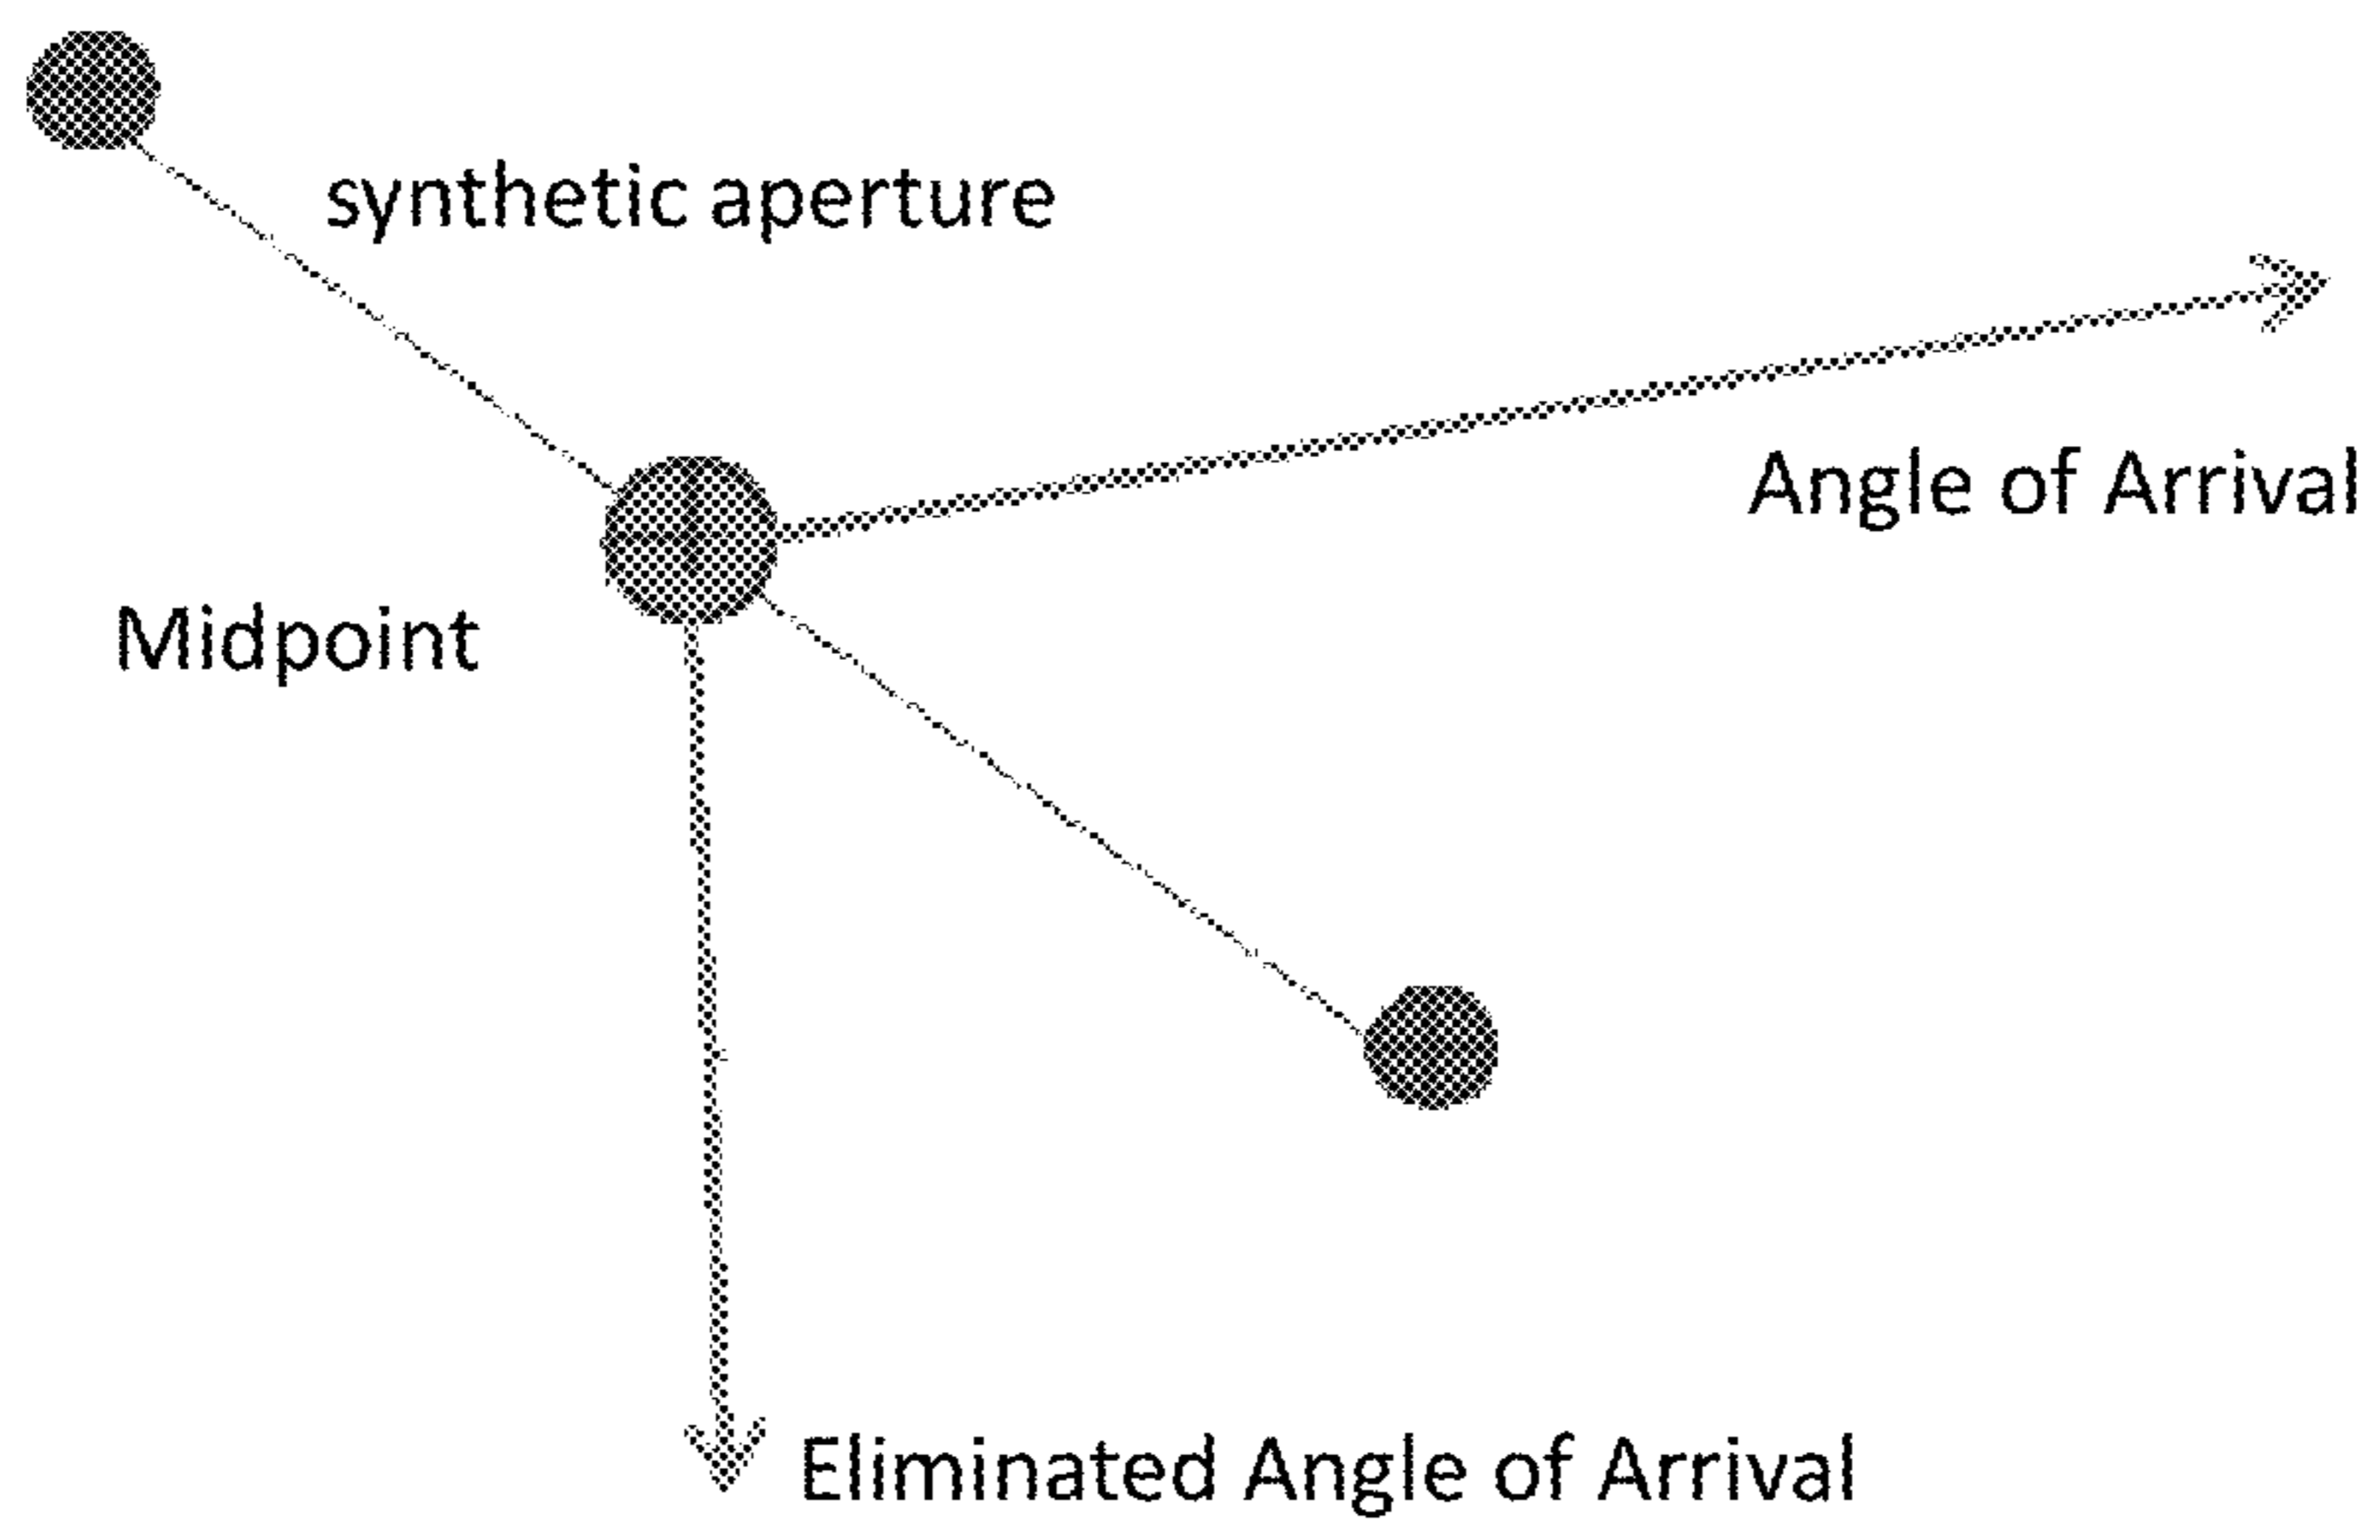 synthetic aperture
Angle of Arrival
Midpoint
Eliminated Angle of Arrival